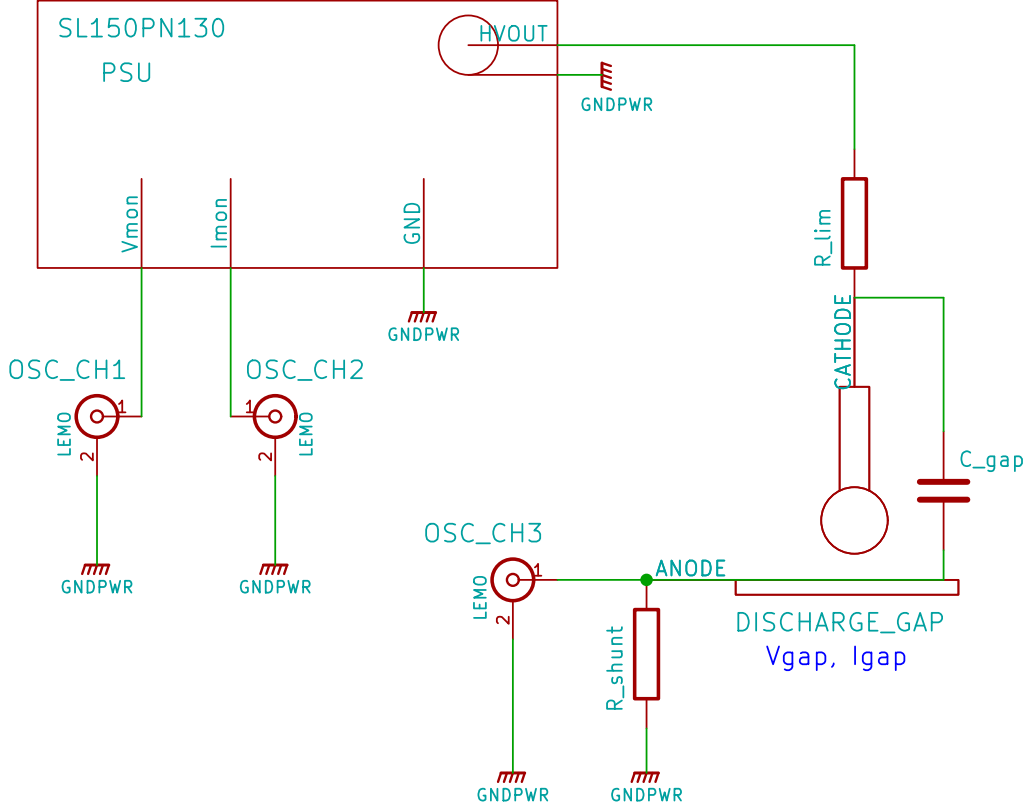 SL150PN130
HVOUT
PSU
GNDPWR
Vmon
Imon
GND
R_lim
GNDPWR
CATHODE
OSC_CH1
OSC_CH2
1
1
LEMO
LEMO
2
2
C_gap
OSC_CH3
ANODE
1
GNDPWR
GNDPWR
LEMO
2
DISCHARGE_GAP
Vgap, Igap
R_shunt
GNDPWR
GNDPWR